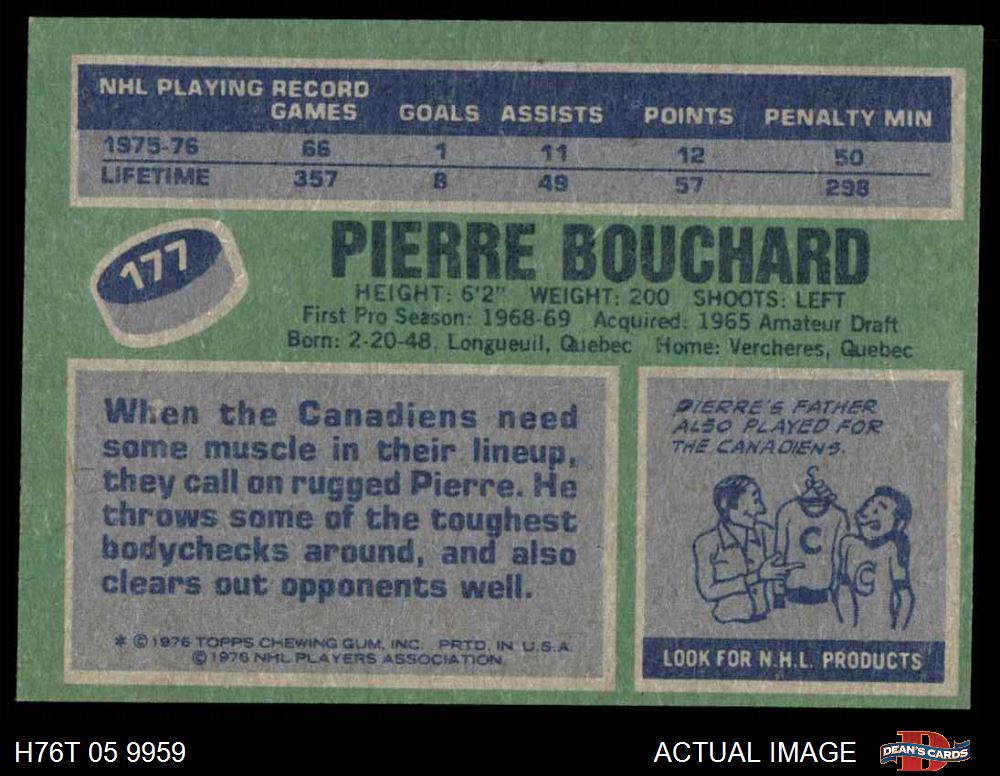 NHL PLAYING RECORD
GAMES GOALS ASSISTS POINTS PENALTY MIN
1975-76 66 1 11 12 50
LIFETIME 357 8 49 57 298
177
PIERRE BOUCHARD
HEIGHT: 6'2" WEIGHT: 200 SHOOTS: LEFT
First Pro Season: 1968-69 Acquired: 1965 Amateur Draft
Born: 2-20-48, Longueuil, Quebec Home: Vercheres, Quebec
When the Canadiens need
some muscle in their lineup,
they call on rugged Pierre. He
throws some of the toughest
bodychecks around, and also
clears out opponents well.
* © 1976 TOPPS CHEWING GUM, INC. PRTD. IN U.S.A.
© 1976 NHL PLAYERS ASSOCIATION.
PIERRE'S FATHER
ALSO PLAYED FOR
THE CANADIENS.
C
C
LOOK FOR N.H.L. PRODUCTS
H76T 05 9959
ACTUAL IMAGE
D
DEAN'S CARDS